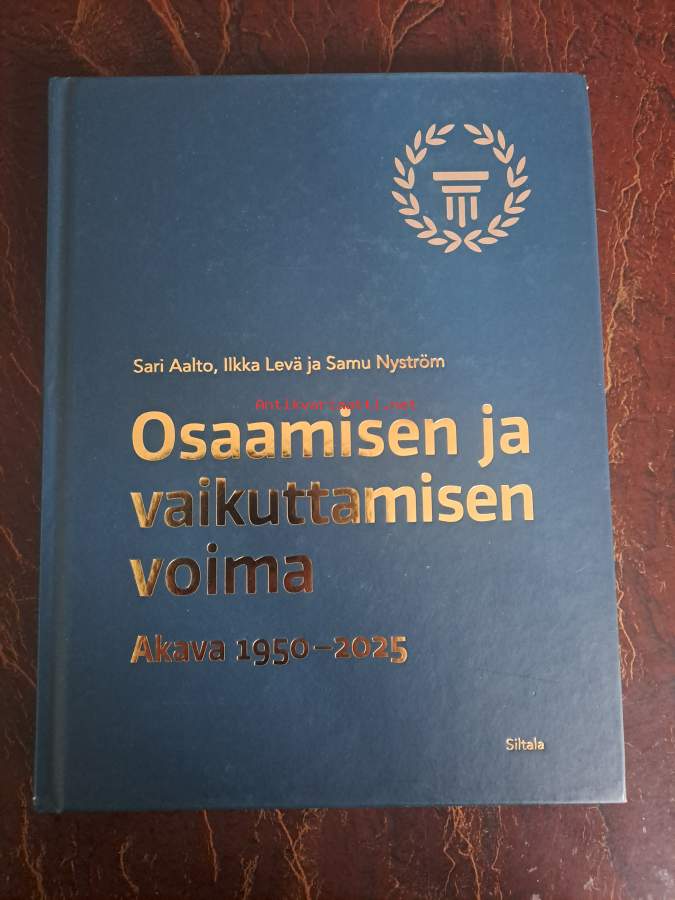 Sari Aalto, Ilkka Levä ja Samu Nyström
Antikvariaatti.net
Osaamisen ja
vaikuttamisen
voima
Akava 1950–2025
Siltala